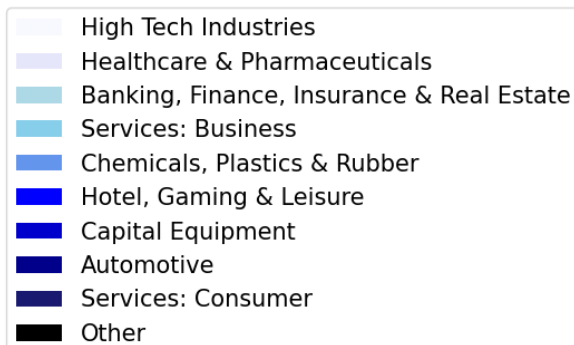 High Tech Industries
Healthcare & Pharmaceuticals
Banking, Finance, Insurance & Real Estate
Services: Business
Chemicals, Plastics & Rubber
Hotel, Gaming & Leisure
Capital Equipment
Automotive
Services: Consumer
Other